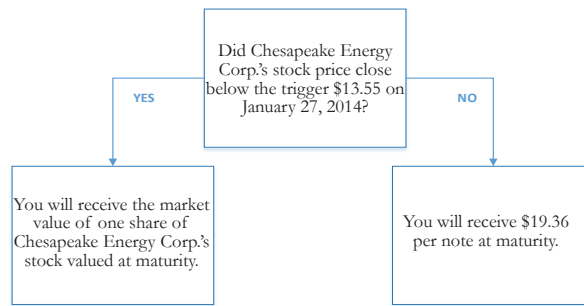 Did Chesapeake Energy
Corp.'s stock price close
below the trigger $13.55 on
January 27, 2014?
YES
NO
You will receive the market
value of one share of
Chesapeake Energy Corp.'s
stock valued at maturity.
You will receive $19.36
per note at maturity.